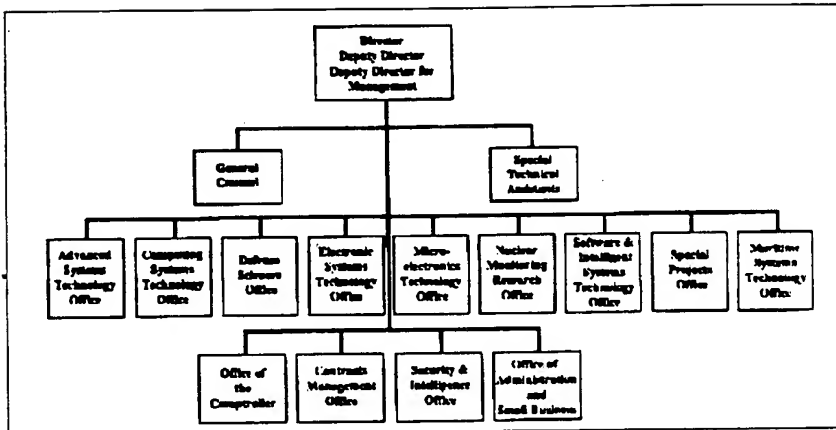 Director
Deputy Director
Deputy Director for
Management
General
Counsel
Special
Technical
Assistants
Advanced
Systems
Technology
Office
Computing
Systems
Technology
Office
Defense
Science
Office
Electronic
Systems
Technology
Office
Micro-
electronics
Technology
Office
Nuclear
Monitoring
Research
Office
Software &
Intelligent
Systems
Technology
Office
Special
Projects
Office
Maritime
Systems
Technology
Office
Office of
the
Comptroller
Contracts
Management
Office
Security &
Intelligence
Office
Office of
Administration
and
Small Business